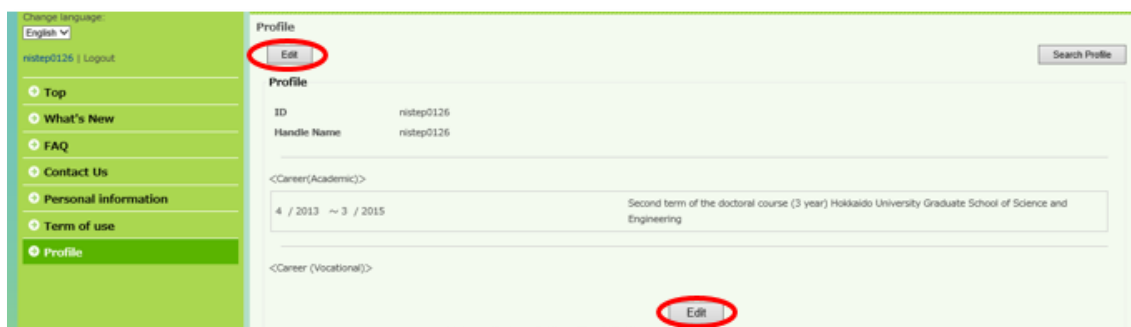 Change language:
English
nistep0126 | Logout
Top
What's New
FAQ
Contact Us
Personal information
Term of use
Profile
Profile
Edit
Search Profile
Profile
ID nistep0126
Handle Name nistep0126
<Career(Academic)>
4 / 2013 ～ 3 / 2015
Second term of the doctoral course (3 year) Hokkaido University Graduate School of Science and
Engineering
<Career (Vocational)>
Edit